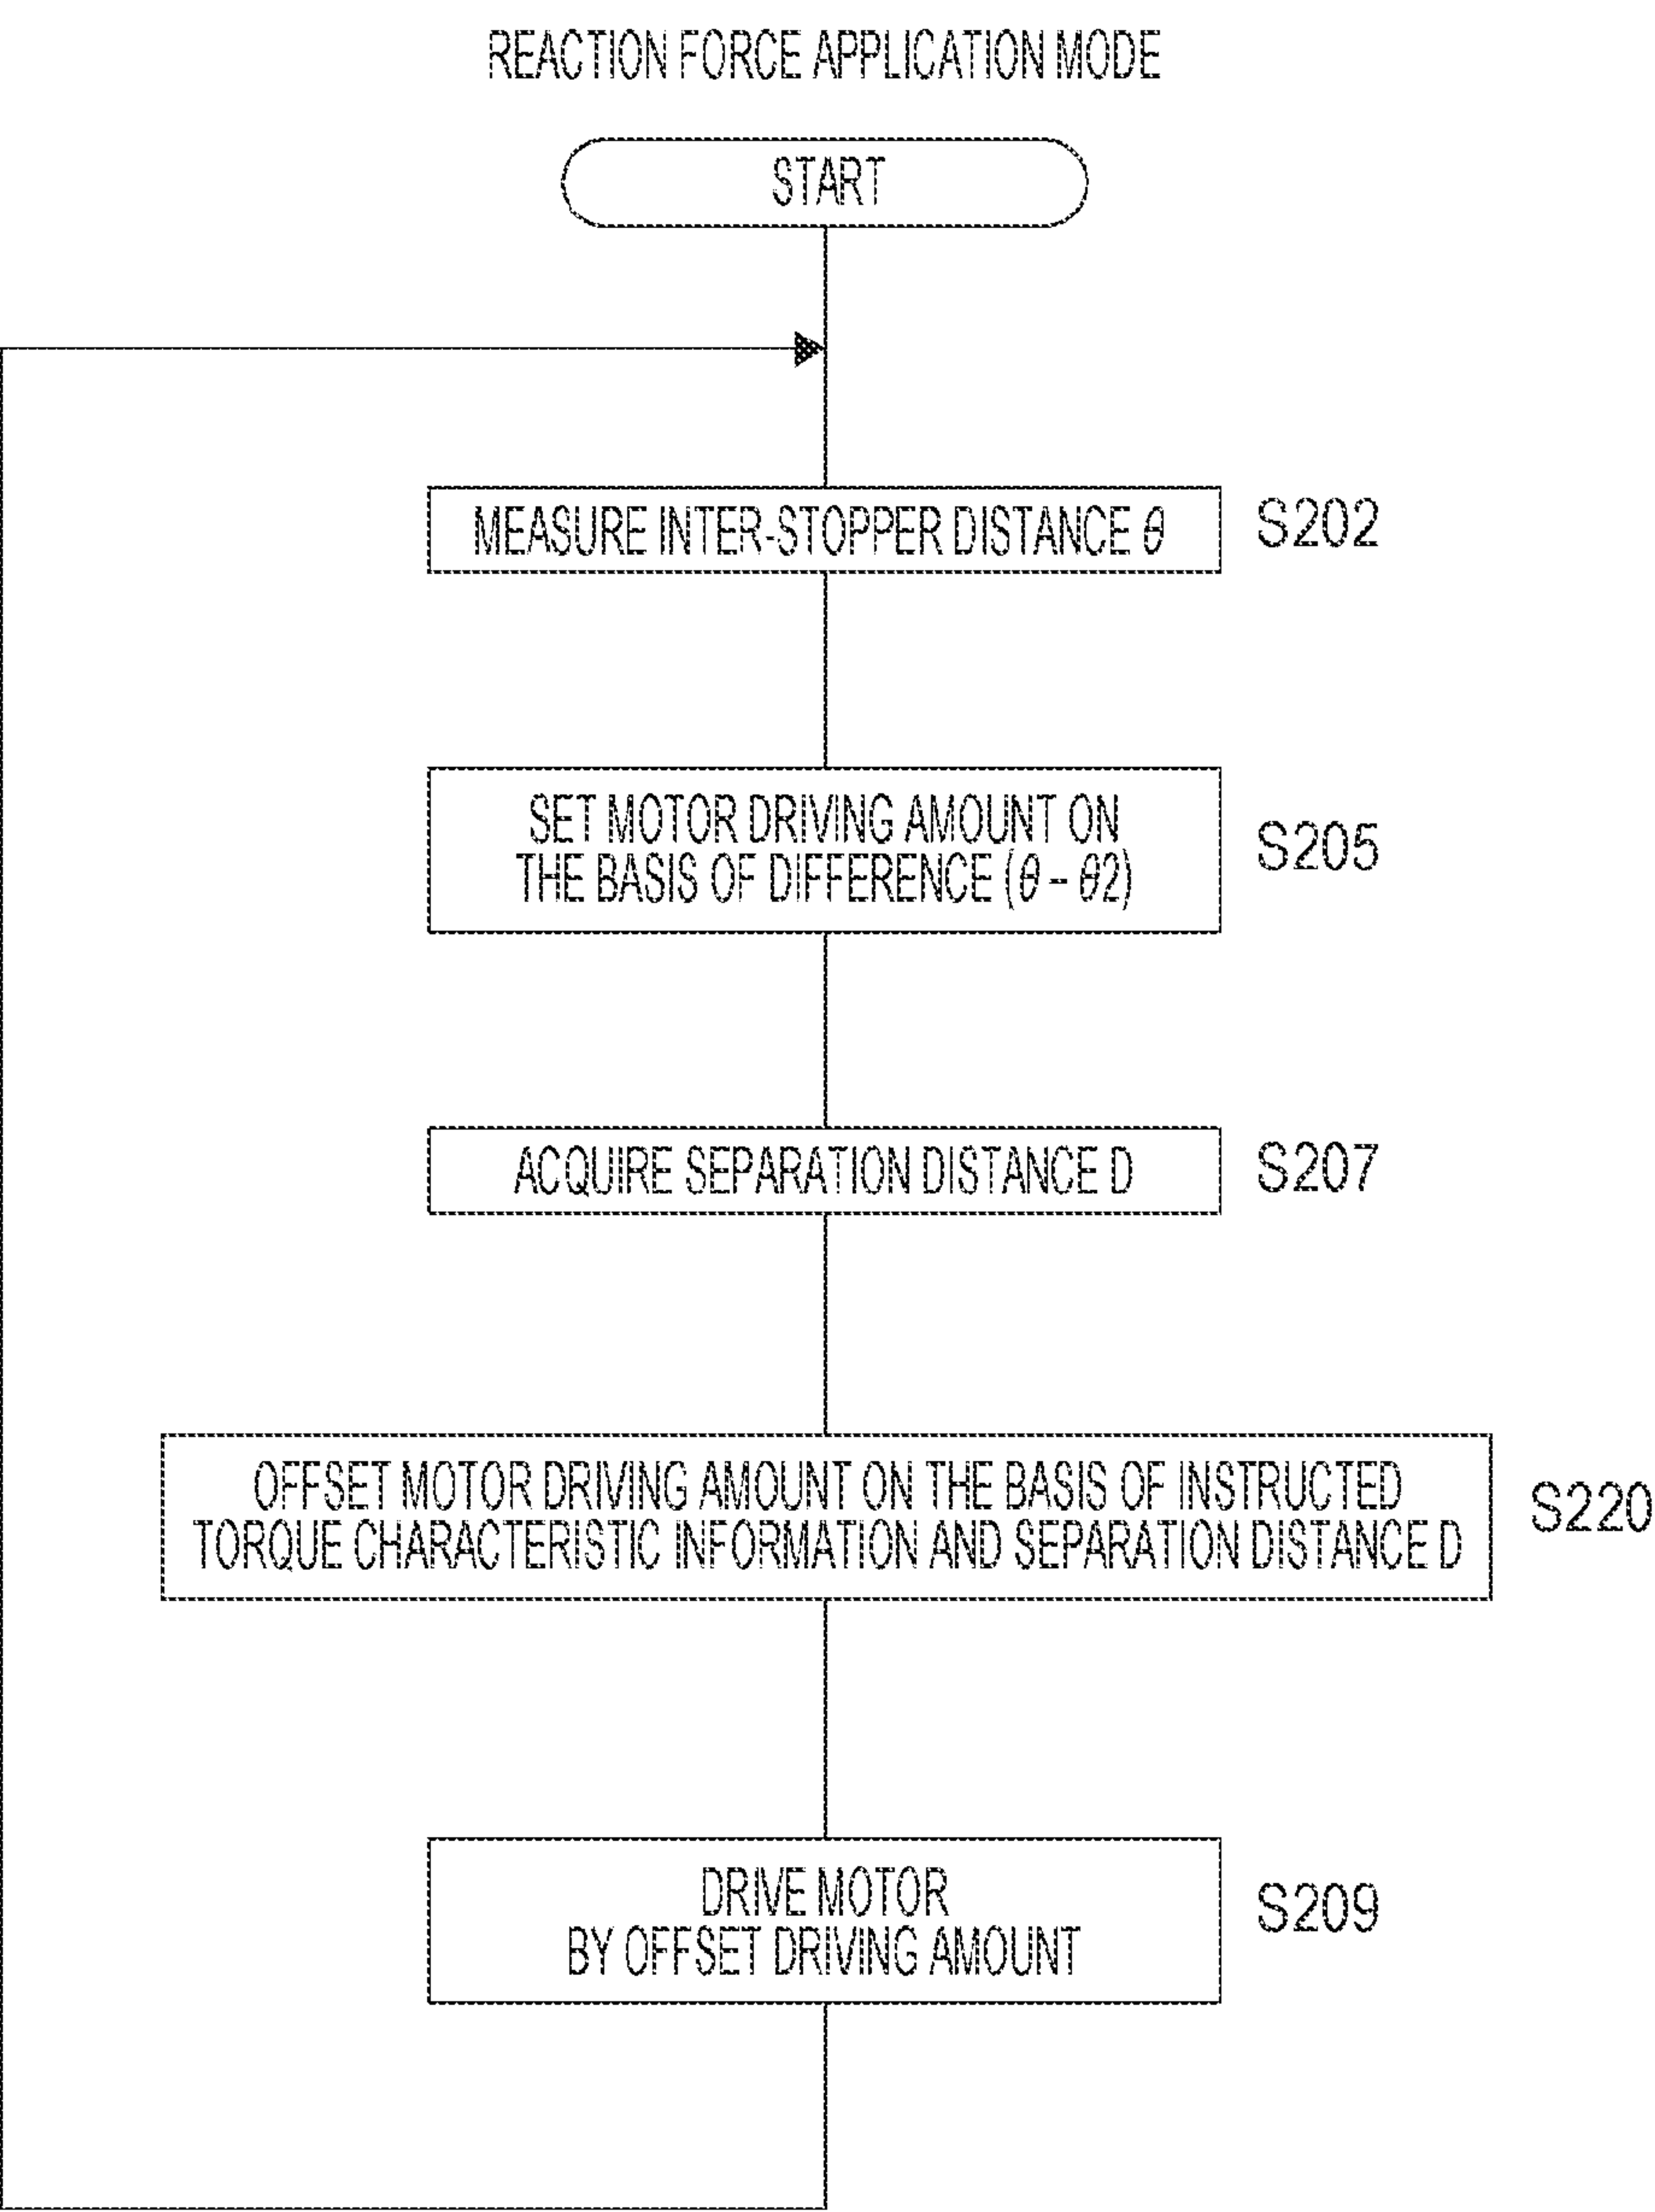 REACTION FORCE APPLICATION MODE
START
MEASURE INTER-STOPPER DISTANCE θ
S202
SET MOTOR DRIVING AMOUNT ON
THE BASIS OF DIFFERENCE (θ – θ2)
S205
ACQUIRE SEPARATION DISTANCE D
S207
OFFSET MOTOR DRIVING AMOUNT ON THE BASIS OF INSTRUCTED
TORQUE CHARACTERISTIC INFORMATION AND SEPARATION DISTANCE D
S220
DRIVE MOTOR
BY OFFSET DRIVING AMOUNT
S209